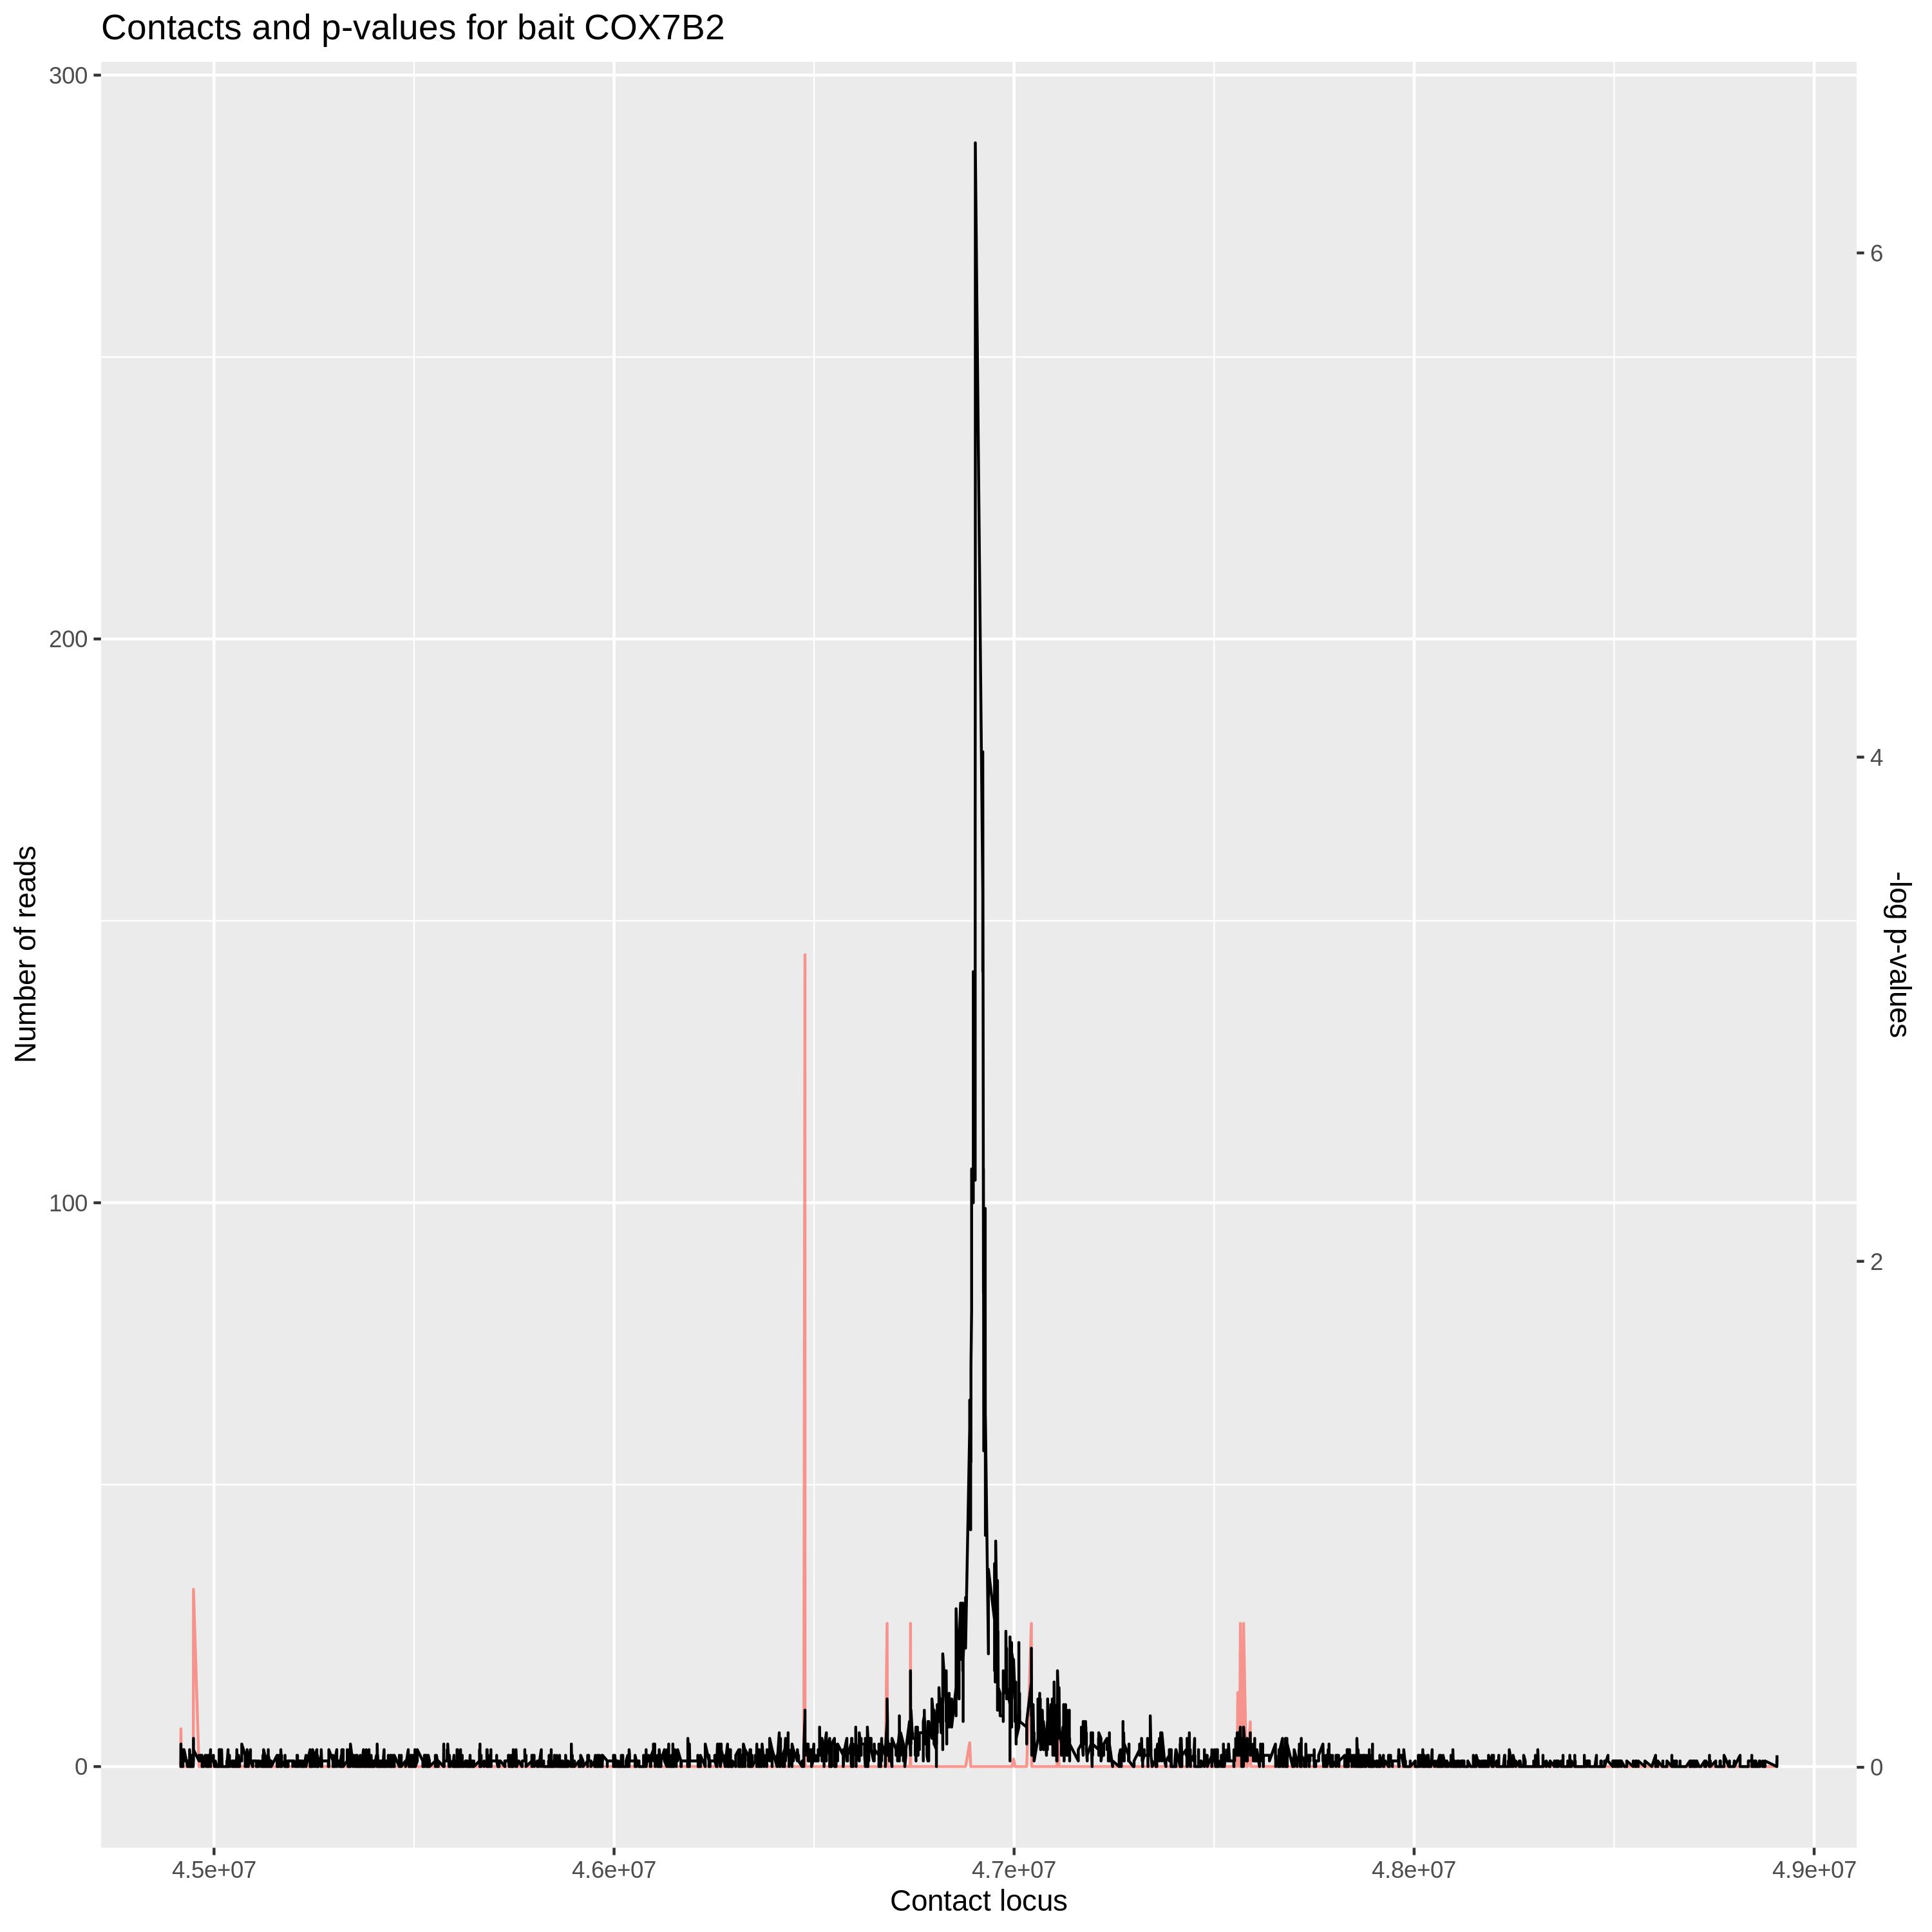 Contacts and p-values for bait COX7B2
300
200
100
0
Number of reads
6
4
2
0
-log p-values
4.5e+07
4.6e+07
4.7e+07
4.8e+07
4.9e+07
Contact locus